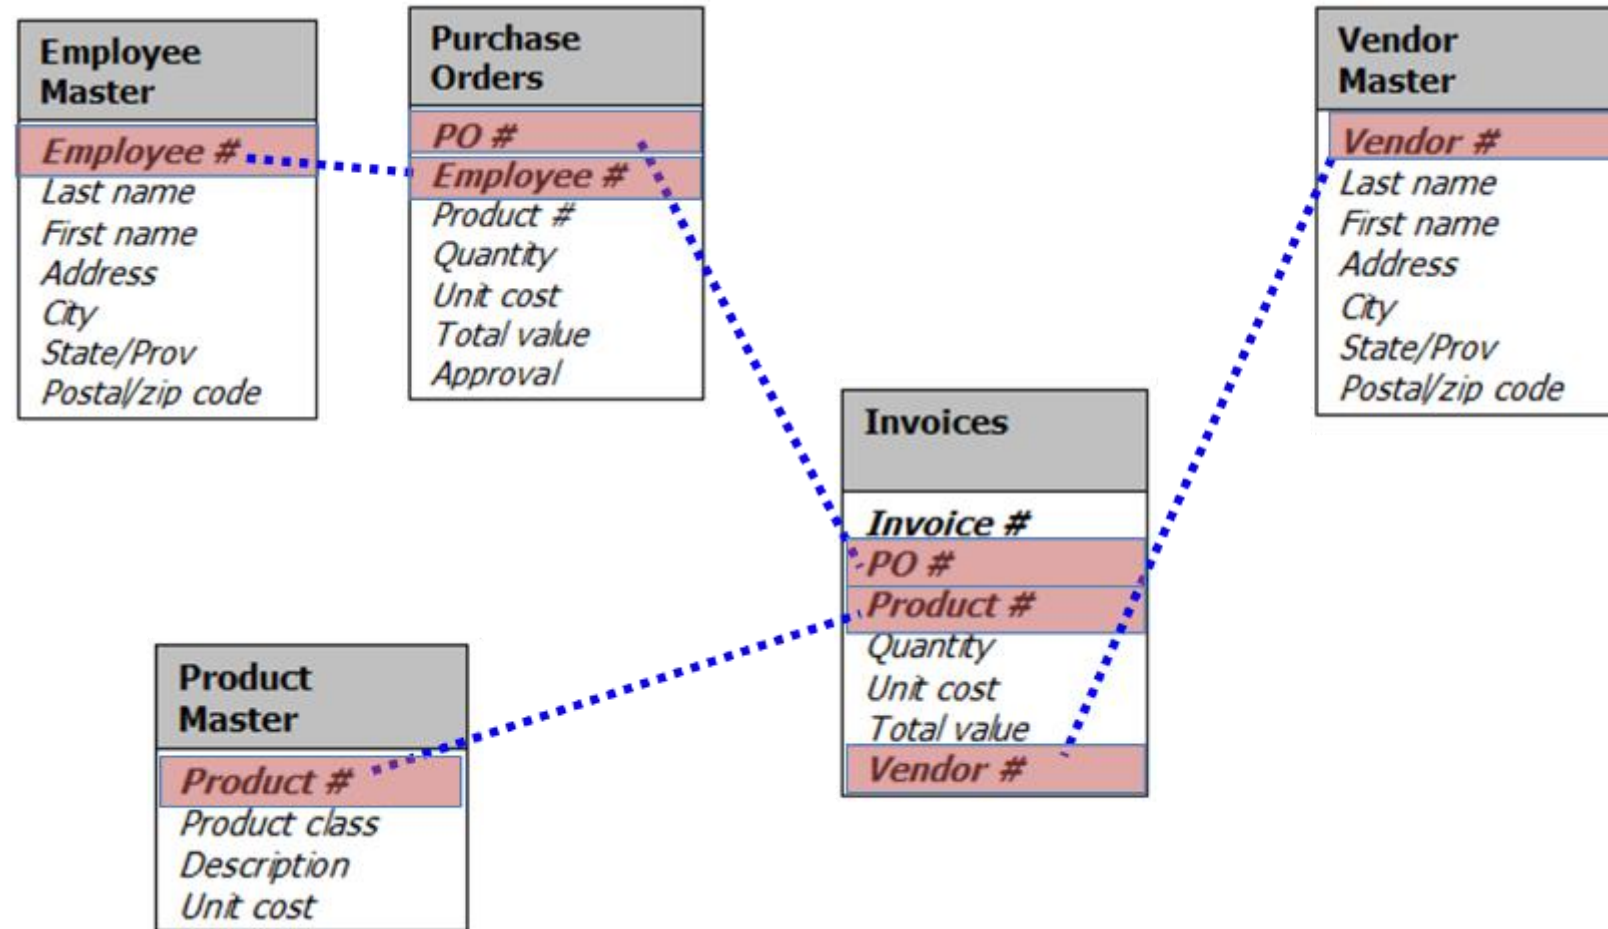 Employee
Master
Employee #
Last name
First name
Address
City
State/Prov
Postal/zip code
Purchase
Orders
PO #
Employee #
Product #
Quantity
Unit cost
Total value
Approval
Vendor
Master
Vendor #
Last name
First name
Address
City
State/Prov
Postal/zip code
Invoices
Invoice #
PO #
Product #
Quantity
Unit cost
Total value
Vendor #
Product
Master
Product #
Product class
Description
Unit cost